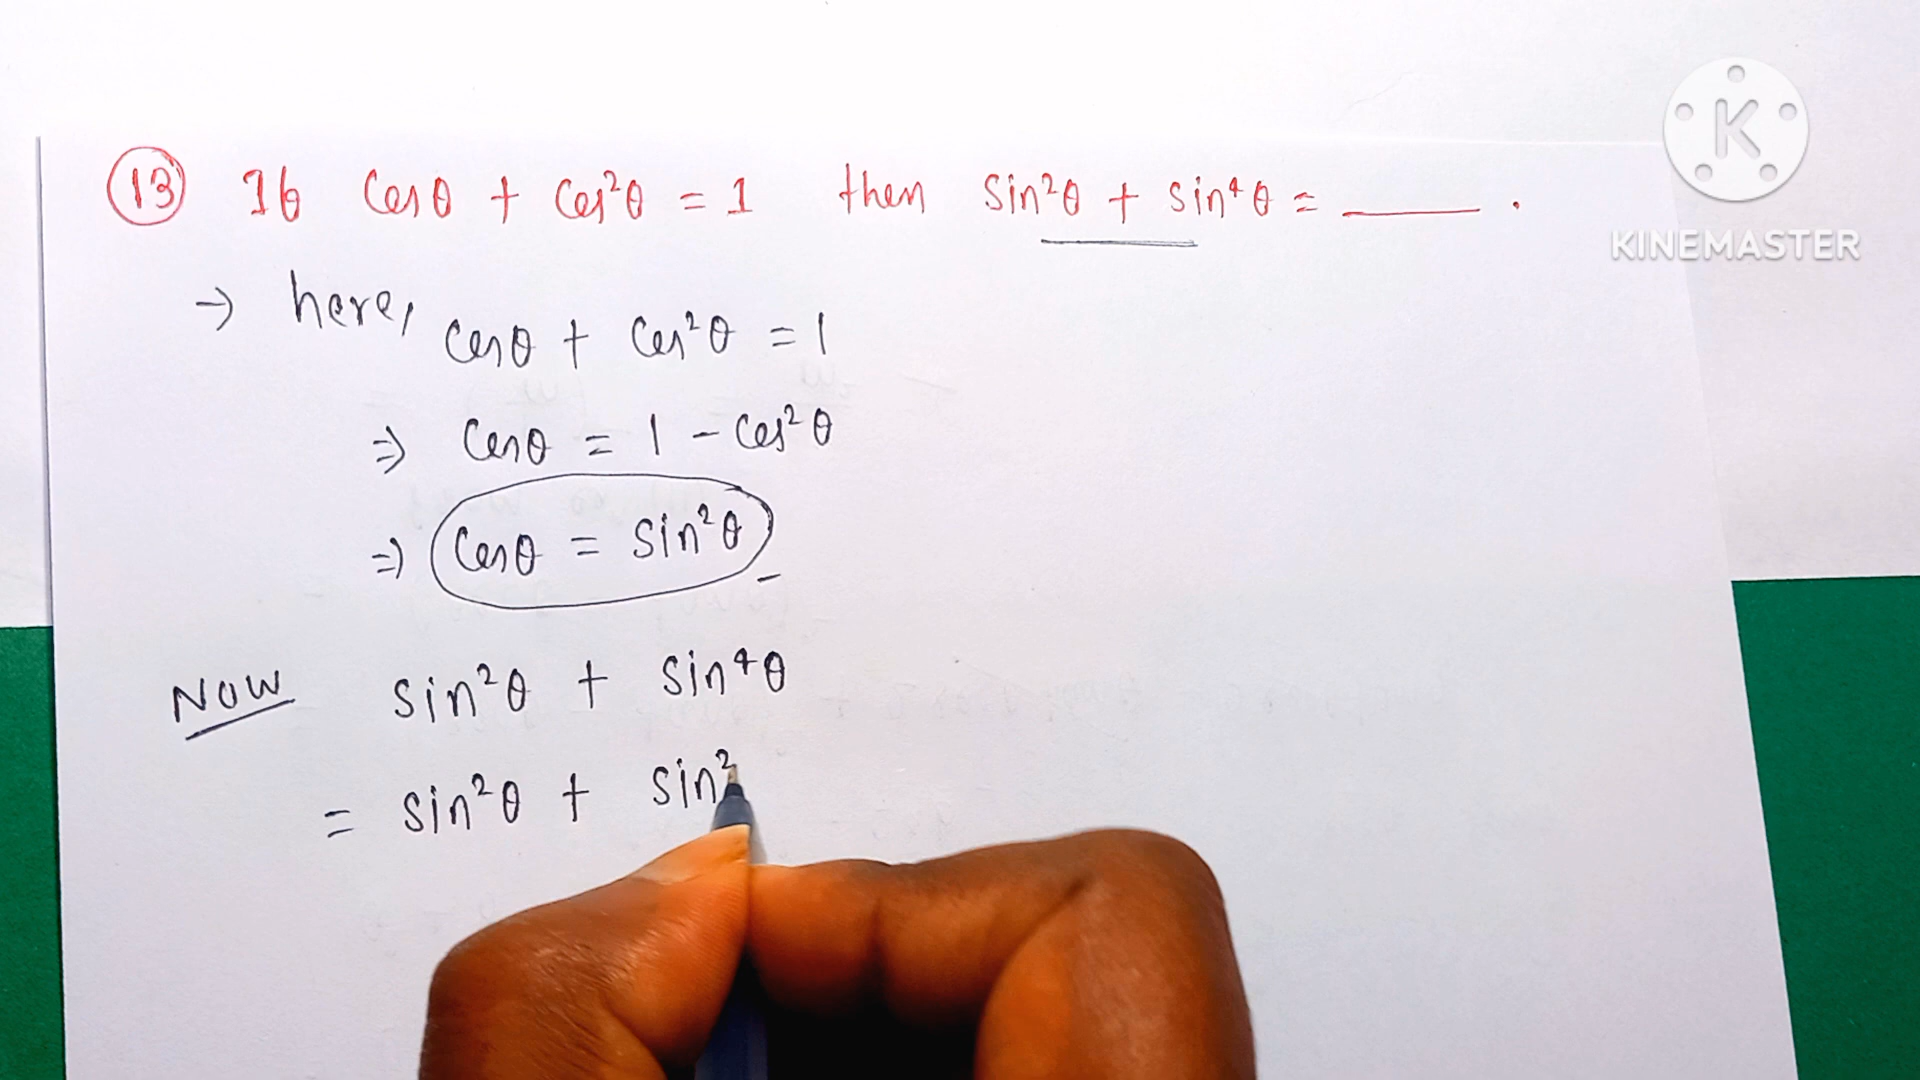 (13) If cosθ + cos²θ = 1 then sin²θ + sin⁴θ = ______ .
K
KINEMASTER
→ here, cosθ + cos²θ = 1
⇒ cosθ = 1 - cos²θ
⇒ cosθ = sin²θ
Now sin²θ + sin⁴θ
= sin²θ + sin²